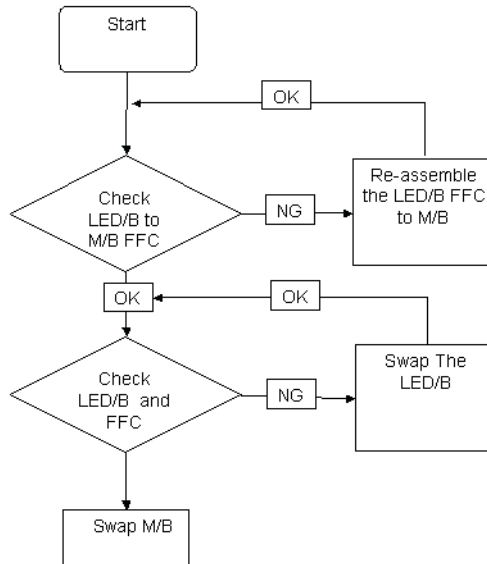 Start
OK
Check
LED/B to
M/B FFC
NG
Re-assemble
the LED/B FFC
to M/B
OK
OK
Check
LED/B and
FFC
NG
Swap The
LED/B
Swap M/B